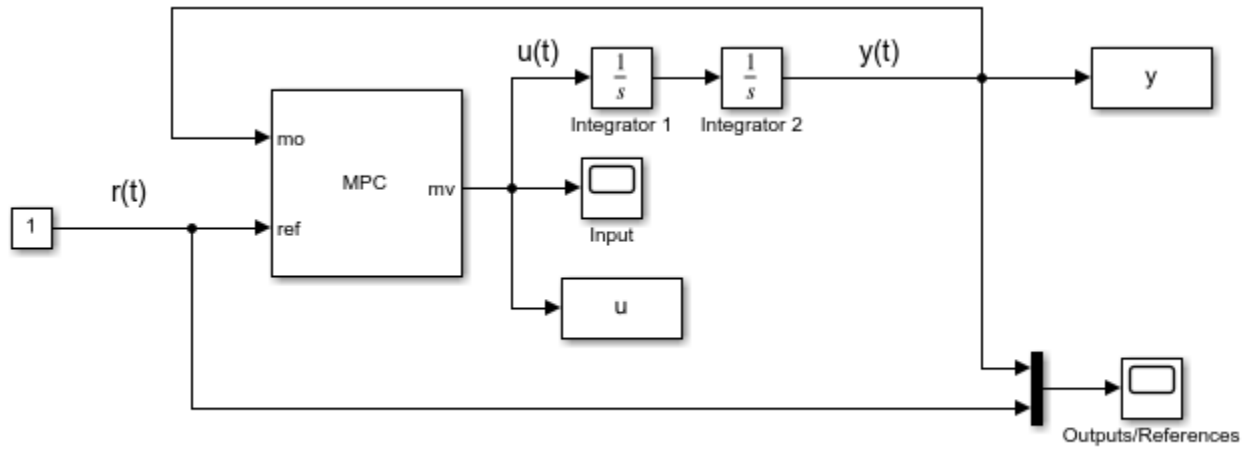 u(t)
y(t)
1
s
1
s
y
Integrator 1
Integrator 2
mo
MPC
mv
r(t)
1
ref
Input
u
Outputs/References